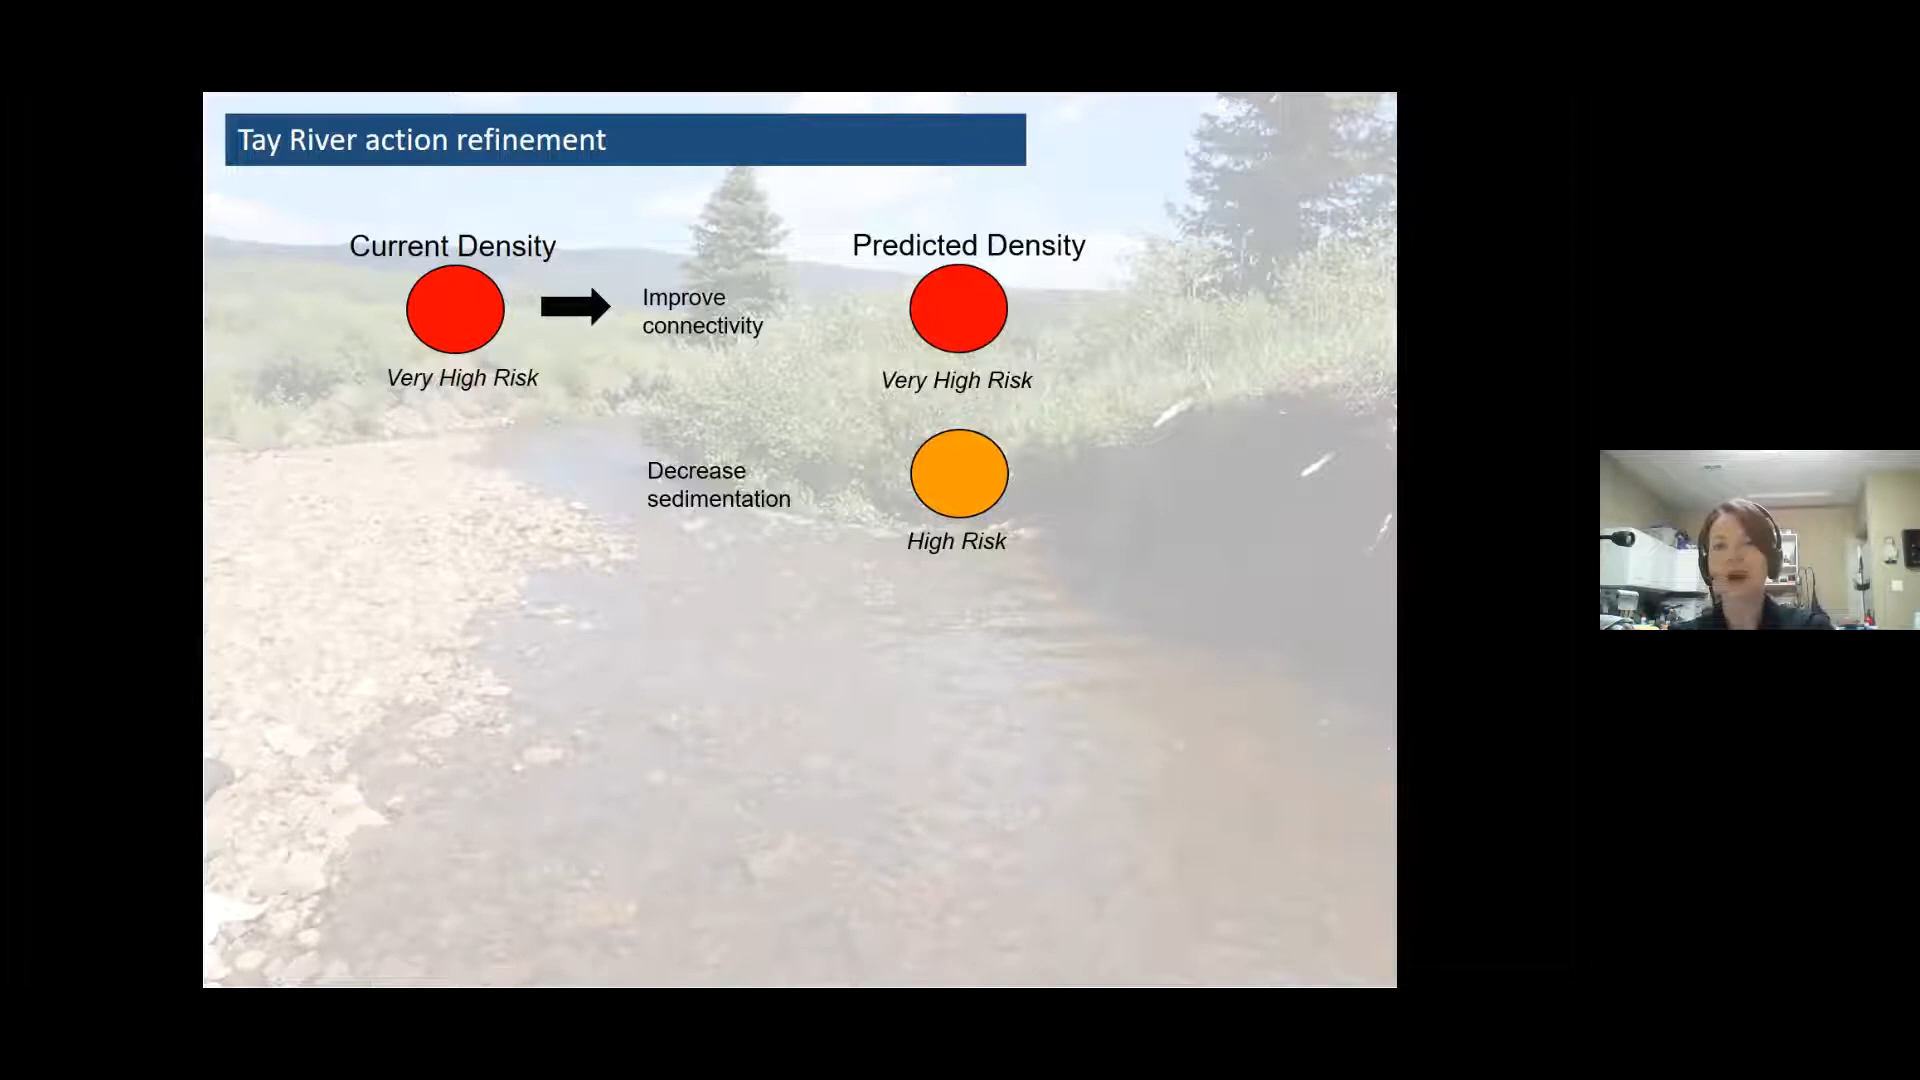 Tay River action refinement
Current Density
Predicted Density
Improve
connectivity
Very High Risk
Very High Risk
Decrease
sedimentation
High Risk